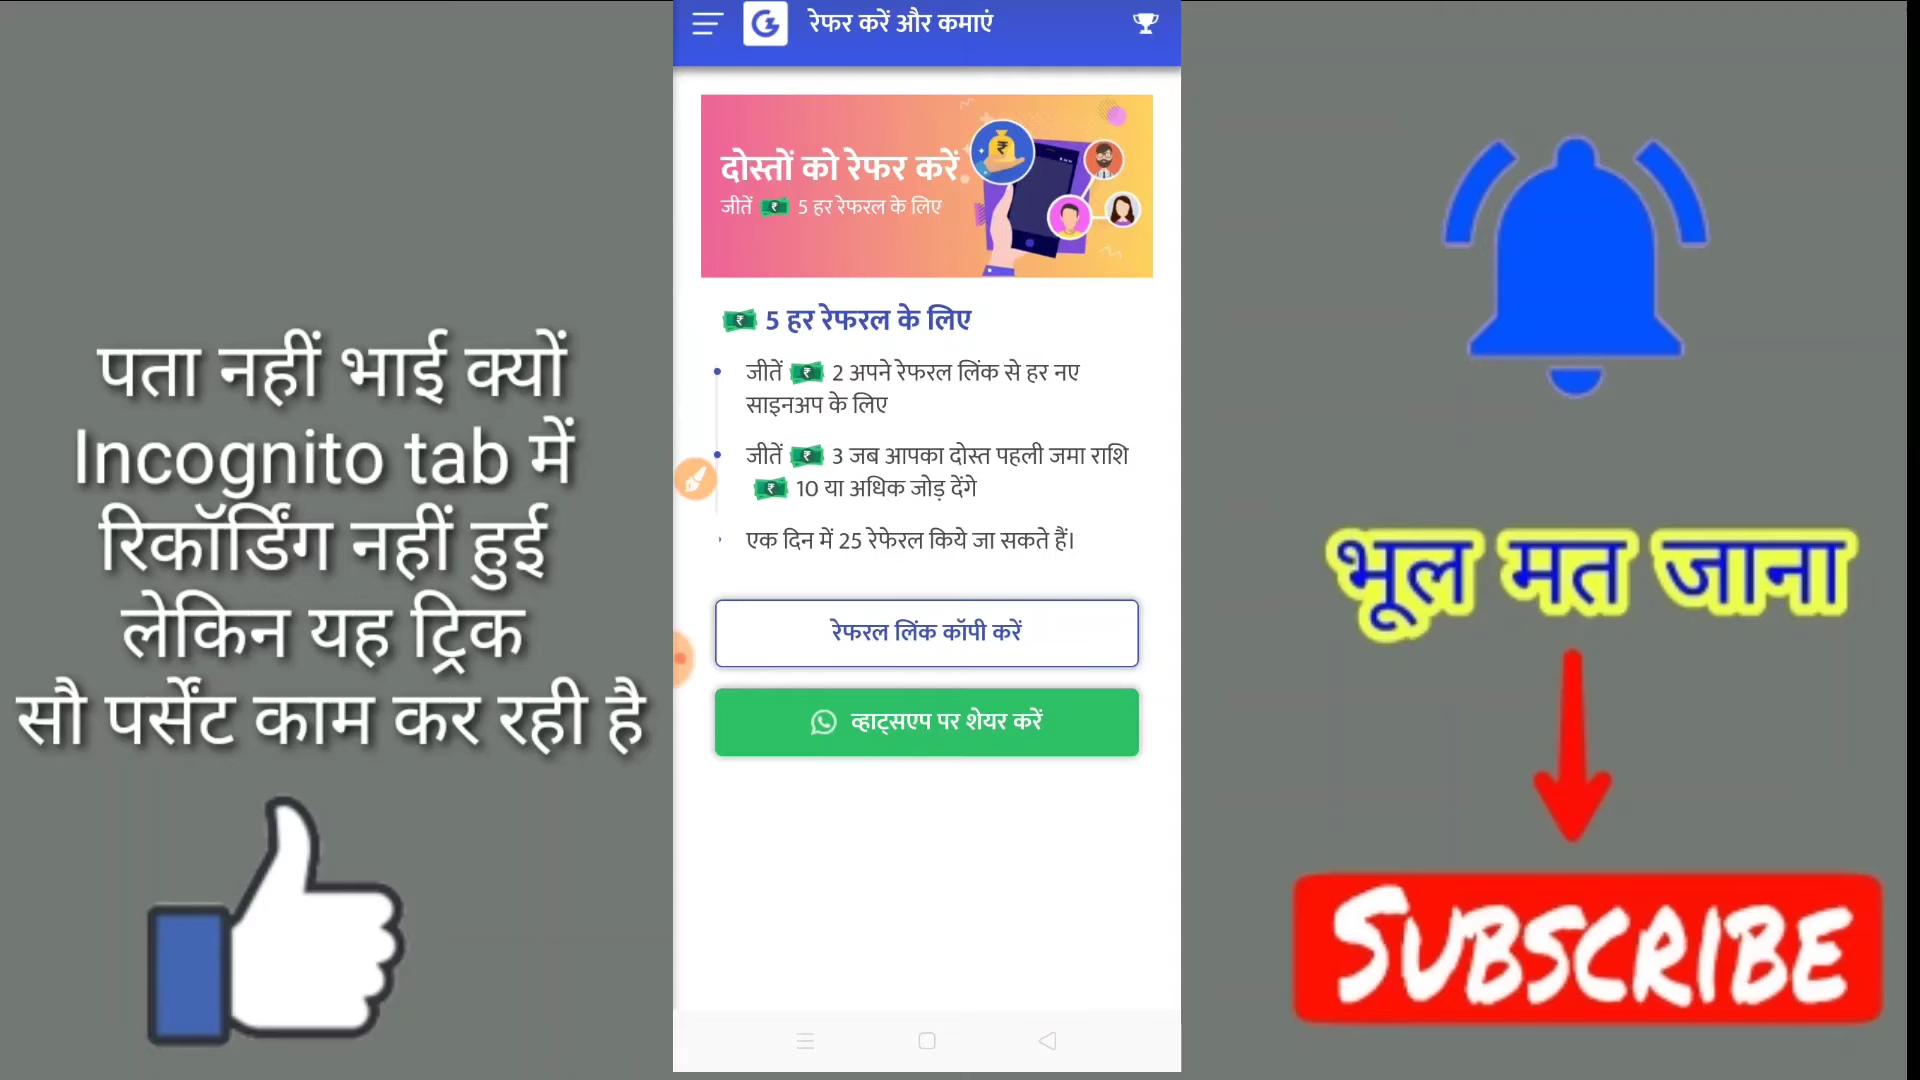 रेफर करें और कमाएं
दोस्तों को रेफर करें
जीतें ₹ 5 हर रेफरल के लिए
₹ 5 हर रेफरल के लिए
जीतें ₹ 2 अपने रेफरल लिंक से हर नए
साइनअप के लिए
जीतें ₹ 3 जब आपका दोस्त पहली जमा राशि
₹ 10 या अधिक जोड़ देंगे
एक दिन में 25 रेफेरल किये जा सकते हैं।
रेफरल लिंक कॉपी करें
व्हाट्सएप पर शेयर करें
पता नहीं भाई क्यों
Incognito tab में
रिकॉर्डिंग नहीं हुई
लेकिन यह ट्रिक
सौ पर्सेंट काम कर रही है
भूल मत जाना
SUBSCRIBE